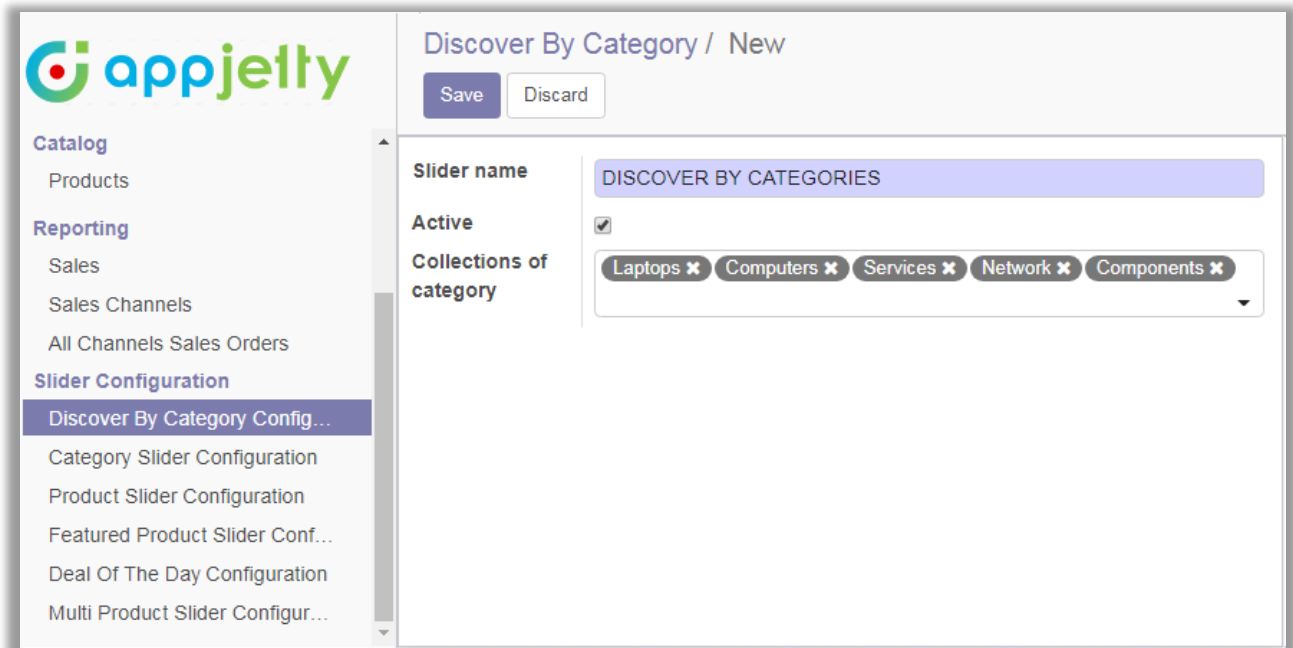 appjetty
Catalog
Products
Reporting
Sales
Sales Channels
All Channels Sales Orders
Slider Configuration
Discover By Category Config...
Category Slider Configuration
Product Slider Configuration
Featured Product Slider Conf...
Deal Of The Day Configuration
Multi Product Slider Configur...
Discover By Category / New
Save Discard
Slider name DISCOVER BY CATEGORIES
Active
Collections of Laptops ✖ Computers ✖ Services ✖ Network ✖ Components ✖
category